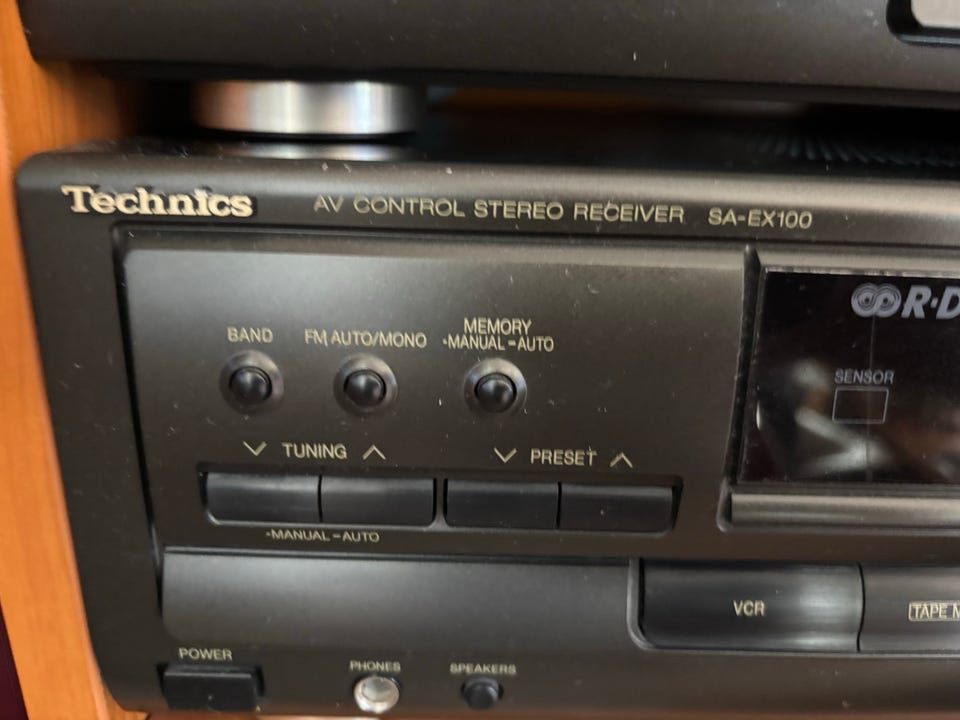 Technics AV CONTROL STEREO RECEIVER SA-EX100
R·D
SENSOR
BAND FM AUTO/MONO MEMORY
-MANUAL =AUTO
TUNING PRESET
-MANUAL =AUTO
VCR TAPE M
POWER PHONES SPEAKERS